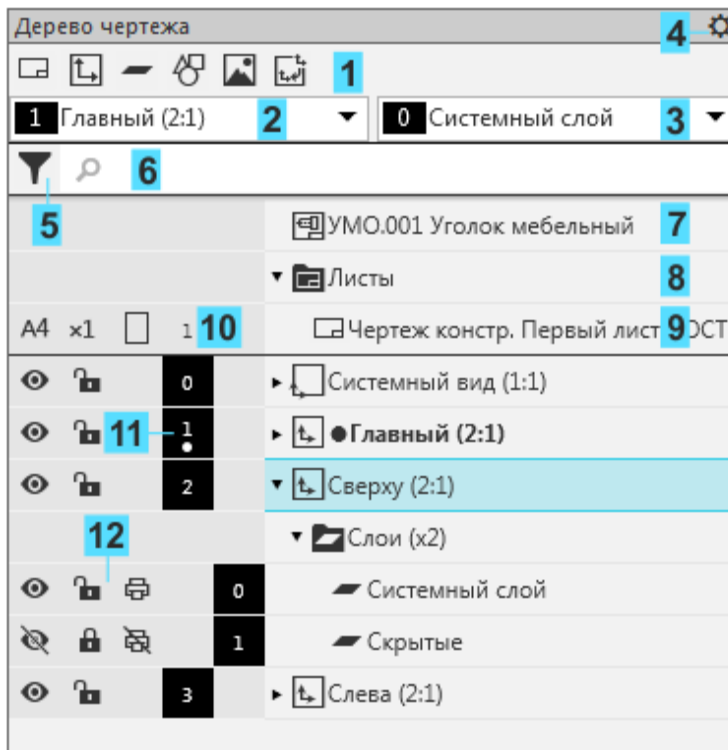 Дерево чертежа 4
1
1 Главный (2:1) 2 0 Системный слой 3
6
5 УМО.001 Уголок мебельный 7
Листы 8
А4 ×1 1 10 Чертеж констр. Первый лист 9 ОСТ
0 Системный вид (1:1)
11 1 Главный (2:1)
2 Сверху (2:1)
12 Слои (x2)
0 Системный слой
1 Скрытые
3 Слева (2:1)